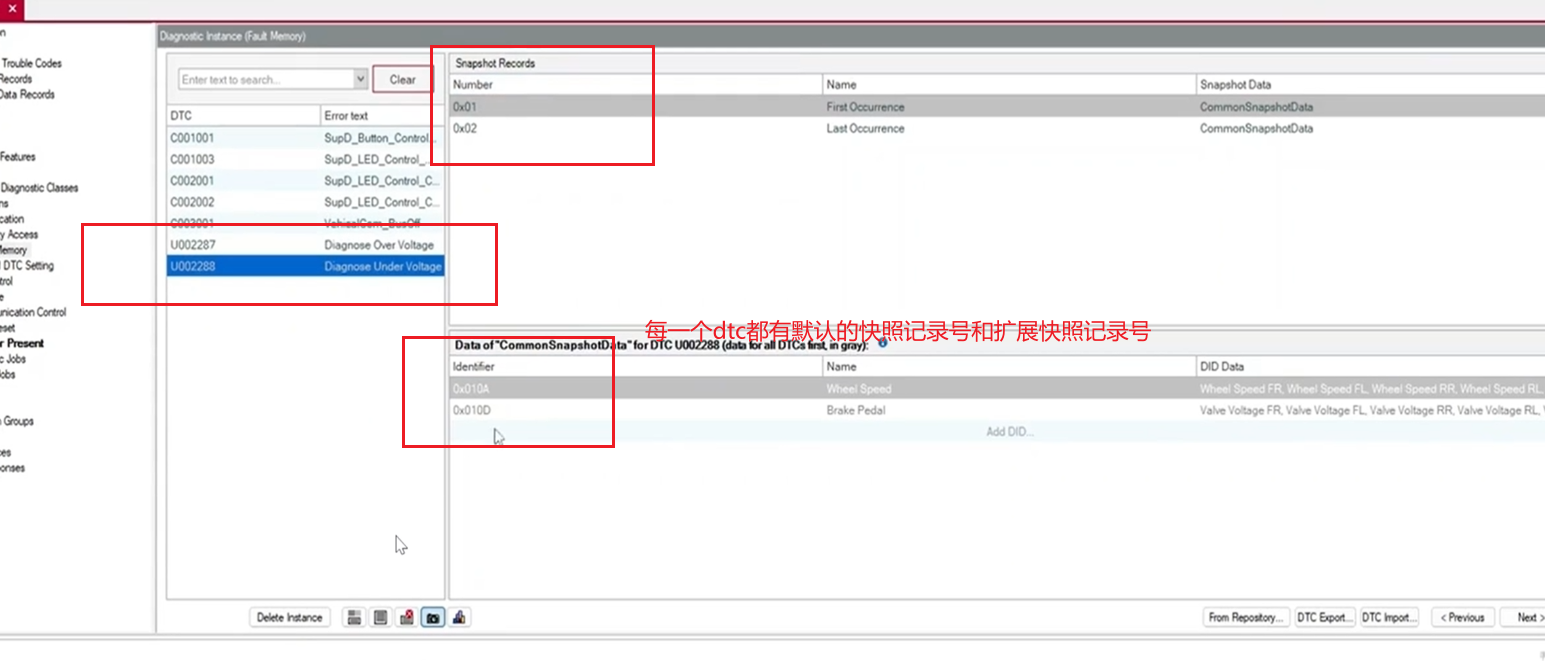 Diagnostic Instance (Fault Memory)
Trouble Codes
Records
Data Records
Features
Diagnostic Classes
ns
cation
y Access
Memory
DTC Setting
trol
e
unication Control
eset
r Present
c Jobs
obs
Groups
ces
onses
Enter text to search...
Clear
DTC Error text
C001001 SupD_Button_Control...
C001003 SupD_LED_Control_...
C002001 SupD_LED_Control_C...
C002002 SupD_LED_Control_C...
C003001 VehicalCom_BusOff
U002287 Diagnose Over Voltage
U002288 Diagnose Under Voltage
Snapshot Records
Number Name Snapshot Data
0x01 First Occurrence CommonSnapshotData
0x02 Last Occurrence CommonSnapshotData
每一个dtc都有默认的快照记录号和扩展快照记录号
Data of "CommonSnapshotData" for DTC U002288 (data for all DTCs first, in gray):
Identifier Name DID Data
0x010A Wheel Speed Wheel Speed FR, Wheel Speed FL, Wheel Speed RR, Wheel Speed RL,
0x010D Brake Pedal Valve Voltage FR, Valve Voltage FL, Valve Voltage RR, Valve Voltage RL,
Add DID...
Delete Instance
From Repository... DTC Export... DTC Import... < Previous Next >